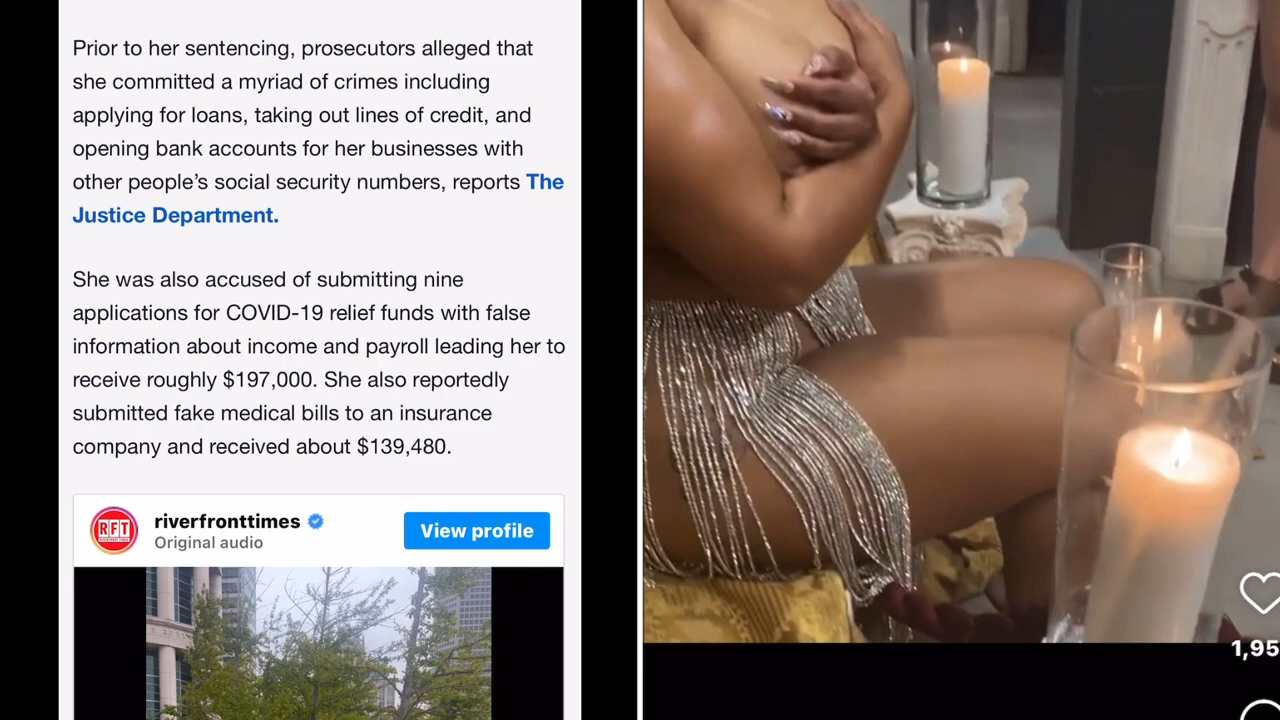 Prior to her sentencing, prosecutors alleged that
she committed a myriad of crimes including
applying for loans, taking out lines of credit, and
opening bank accounts for her businesses with
other people’s social security numbers, reports The
Justice Department.
She was also accused of submitting nine
applications for COVID-19 relief funds with false
information about income and payroll leading her to
receive roughly $197,000. She also reportedly
submitted fake medical bills to an insurance
company and received about $139,480.
RFT
riverfronttimes
Original audio
View profile
1,95